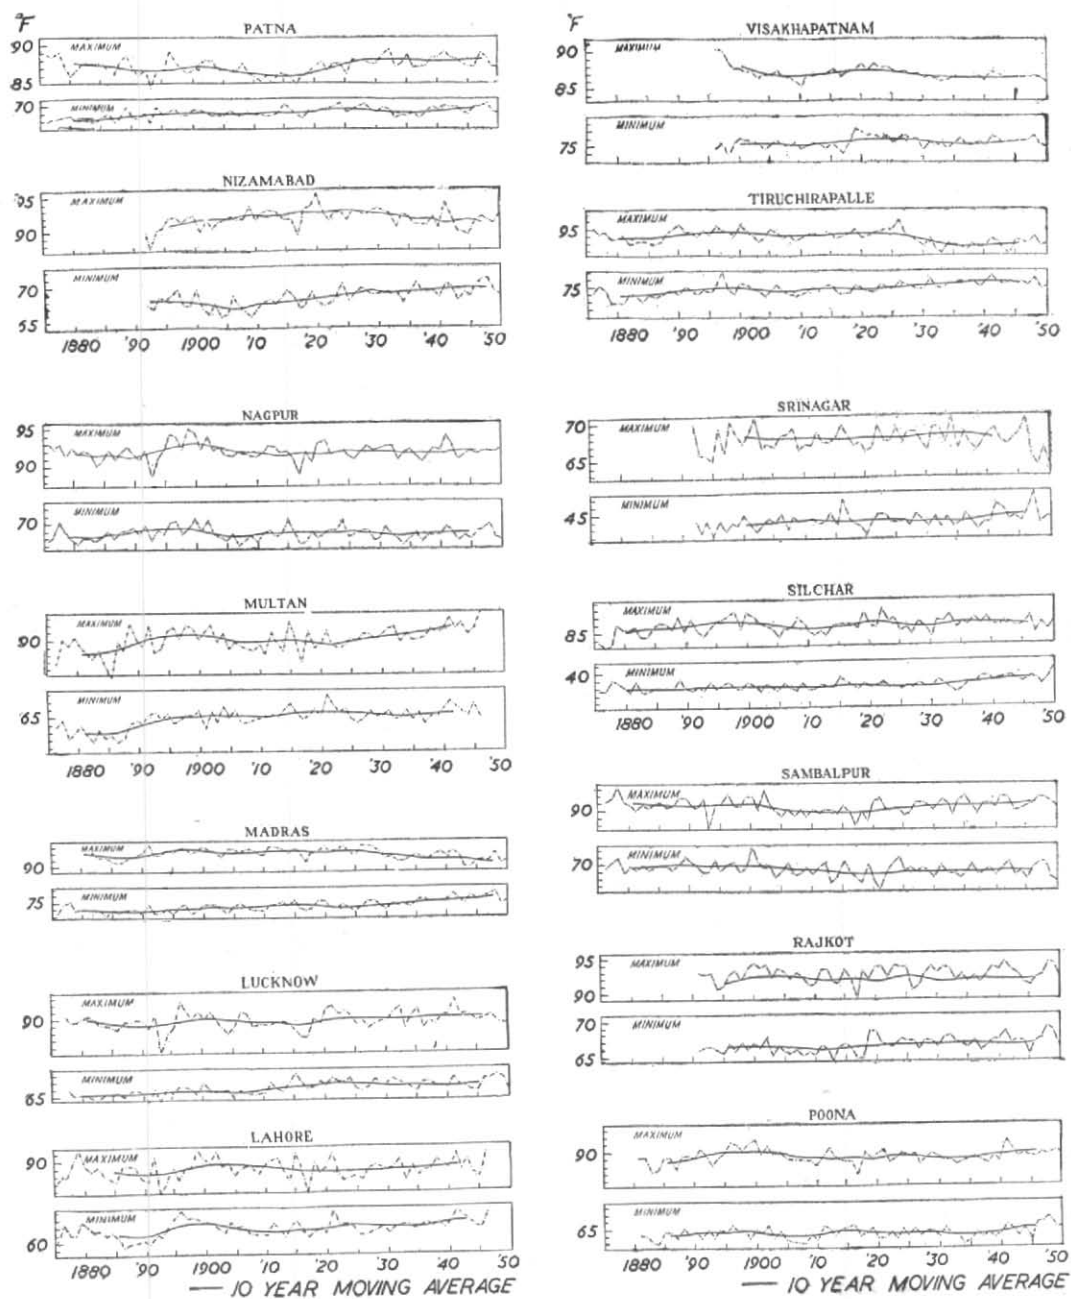 °F
PATNA
90
MAXIMUM
85
70
MINIMUM
NIZAMABAD
95
MAXIMUM
90
MINIMUM
70
65
1880 '90 1900 '10 '20 '30 '40 '50
NAGPUR
95
MAXIMUM
90
MINIMUM
70
MULTAN
MAXIMUM
90
MINIMUM
65
1880 '90 1900 '10 '20 '30 '40 '50
MADRAS
MAXIMUM
90
MINIMUM
75
LUCKNOW
MAXIMUM
90
MINIMUM
65
LAHORE
90
MAXIMUM
MINIMUM
60
1880 '90 1900 '10 '20 '30 '40 '50
— 10 YEAR MOVING AVERAGE
°F
VISAKHAPATNAM
90
MAXIMUM
85
MINIMUM
75
TIRUCHIRAPALLE
MAXIMUM
95
MINIMUM
75
1880 '90 1900 '10 '20 '30 '40 '50
SRINAGAR
70
MAXIMUM
65
MINIMUM
45
SILCHAR
MAXIMUM
85
MINIMUM
40
1880 '90 1900 '10 '20 '30 '40 '50
SAMBALPUR
MAXIMUM
90
MINIMUM
70
RAJKOT
95
MAXIMUM
90
70
MINIMUM
65
POONA
MAXIMUM
90
MINIMUM
65
1880 '90 1900 '10 '20 '30 '40 '50
— 10 YEAR MOVING AVERAGE